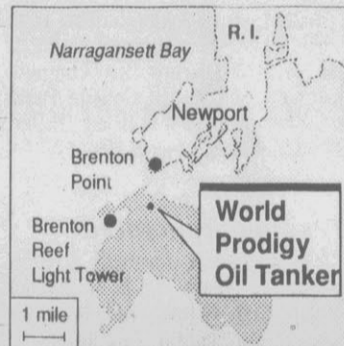 R. I.
Narragansett Bay
Newport
Brenton
Point
Brenton
Reef
Light Tower
World
Prodigy
Oil Tanker
1 mile